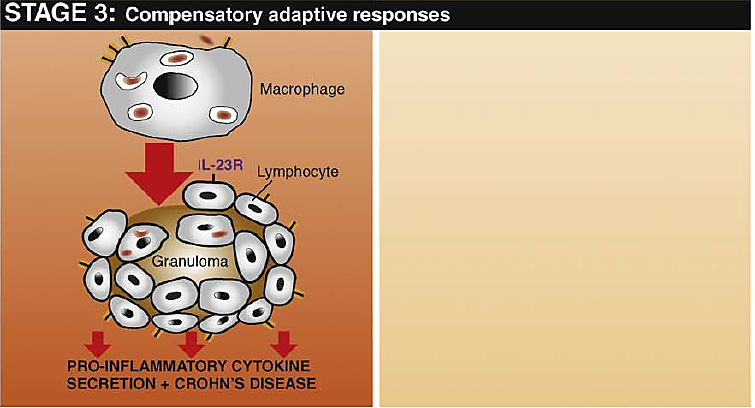 STAGE 3: Compensatory adaptive responses
Macrophage
IL-23R
Lymphocyte
Granuloma
PRO-INFLAMMATORY CYTOKINE
SECRETION + CROHN'S DISEASE